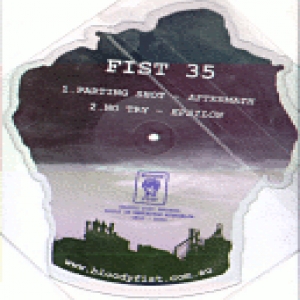 FIST 35
1.PARTING SHOT - AFTERMATH
2.NO TRY - EPSILON
www.bloodyfist.com.au